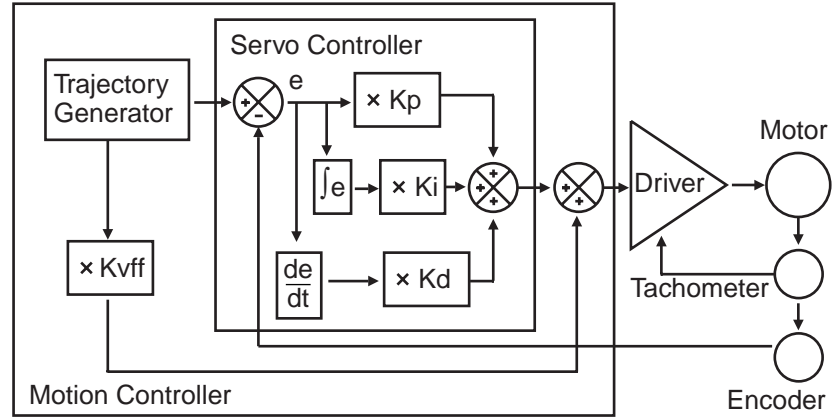 Servo Controller
Trajectory
Generator
+
−
e
× Kp
∫e
× Ki
+
+
+
+
+
Driver
Motor
× Kvff
de
dt
× Kd
Tachometer
Encoder
Motion Controller